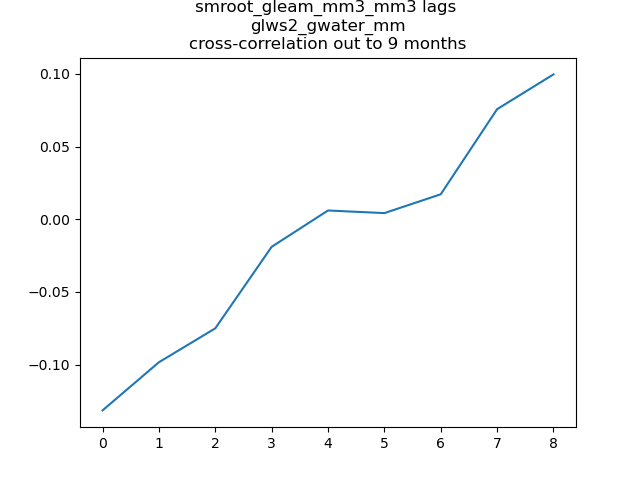 smroot_gleam_mm3_mm3 lags
glws2_gwater_mm
cross-correlation out to 9 months
0.10
0.05
0.00
−0.05
−0.10
0 1 2 3 4 5 6 7 8